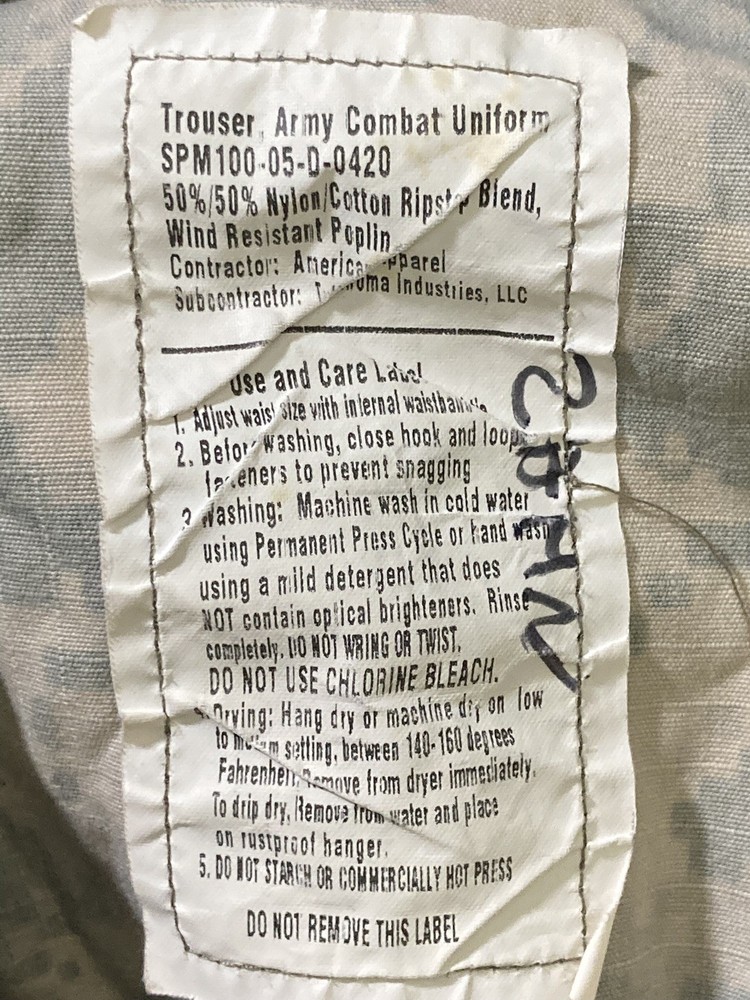 Trouser, Army Combat Uniform
SPM100-05-D-0420
50%/50% Nylon/Cotton Ripstop Blend,
Wind Resistant Poplin
Contractor: American Apparel
Subcontractor: Industries, LLC
Use and Care Label
1. Adjust waist size with internal waistband
2. Before washing, close hook and loop
fasteners to prevent snagging
3 Washing: Machine wash in cold water
using Permanent Press Cycle or hand wash
using a mild detergent that does
NOT contain optical brighteners. Rinse
completely. DO NOT WRING OR TWIST.
DO NOT USE CHLORINE BLEACH.
4. Drying: Hang dry or machine dry on low
to medium setting, between 140-160 degrees
Fahrenheit. Remove from dryer immediately.
To drip dry, Remove from water and place
on rustproof hanger.
5. DO NOT STARCH OR COMMERCIALLY HOT PRESS
DO NOT REMOVE THIS LABEL